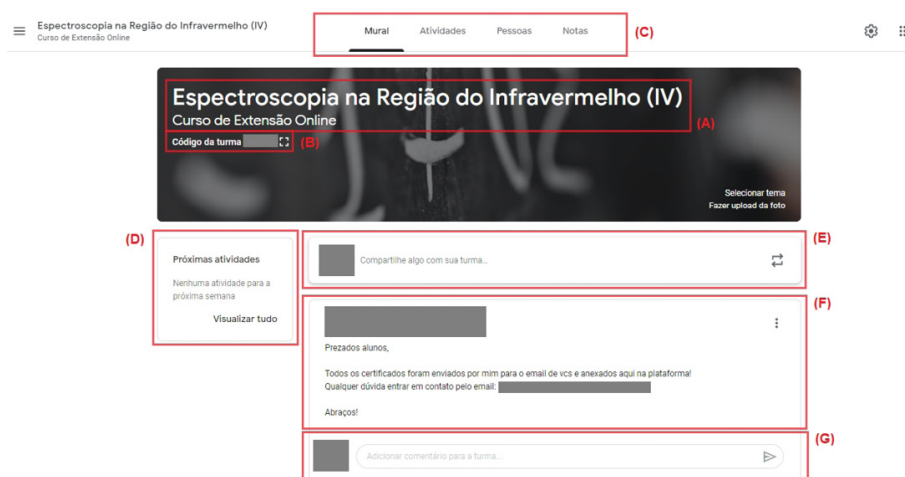 Espectroscopia na Região do Infravermelho (IV)
Curso de Extensão Online
Mural Atividades Pessoas Notas
(C)
Espectroscopia na Região do Infravermelho (IV)
Curso de Extensão Online
(A)
Código da turma
(B)
Selecionar tema
Fazer upload da foto
(D)
Próximas atividades
Nenhuma atividade para a
próxima semana
Visualizar tudo
(E)
Compartilhe algo com sua turma...
(F)
Prezados alunos,
Todos os certificados foram enviados por mim para o email de vcs e anexados aqui na plataforma!
Qualquer dúvida entrar em contato pelo email:
Abraços!
(G)
Adicionar comentário para a turma...